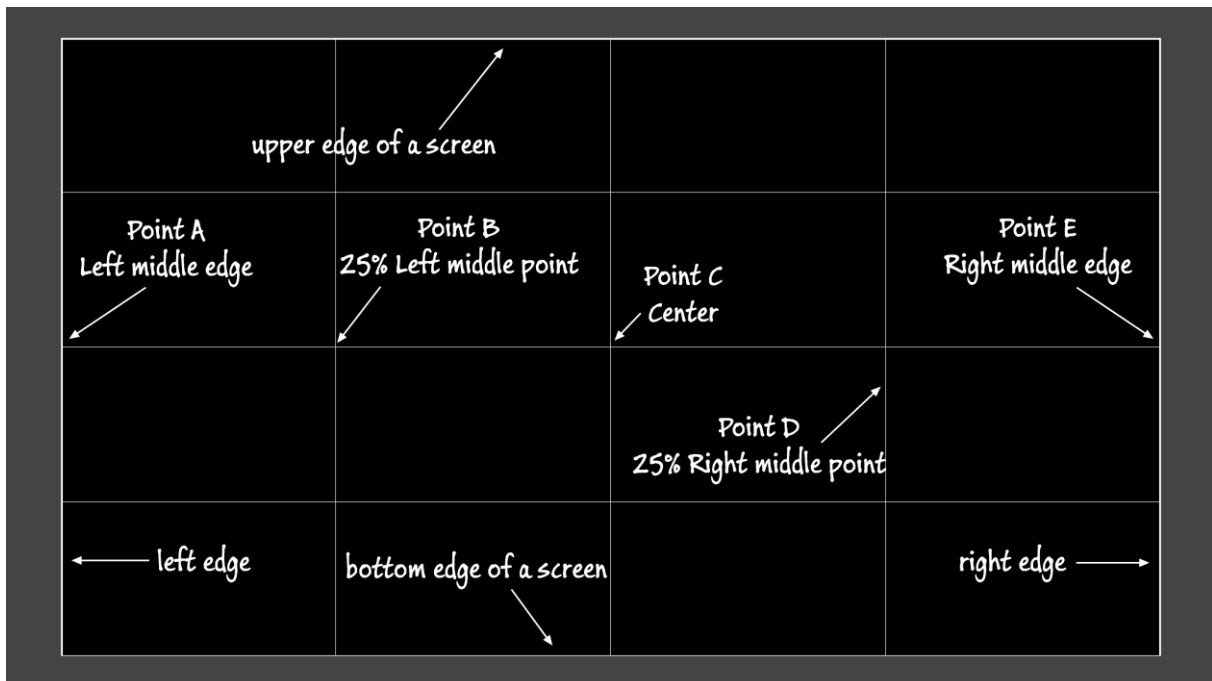 upper edge of a screen
Point A
Left middle edge
Point B
25% Left middle point
Point C
Center
Point E
Right middle edge
Point D
25% Right middle point
left edge
bottom edge of a screen
right edge